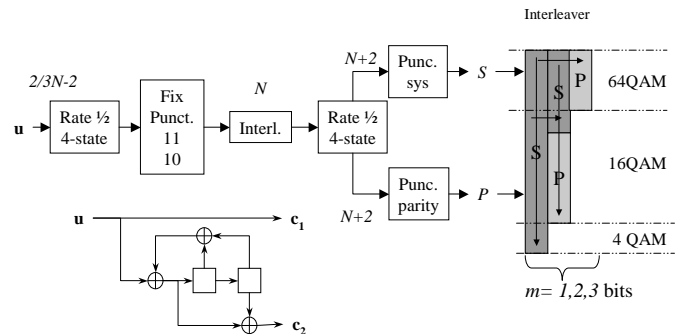 Interleaver
2/3N-2
u
Rate ½
4-state
Fix
Punct.
11
10
N
Interl.
Rate ½
4-state
N+2
Punc.
sys
S
N+2
Punc.
parity
P
S
S
P
P
64QAM
16QAM
4 QAM
m= 1,2,3 bits
u
c₁
c₂